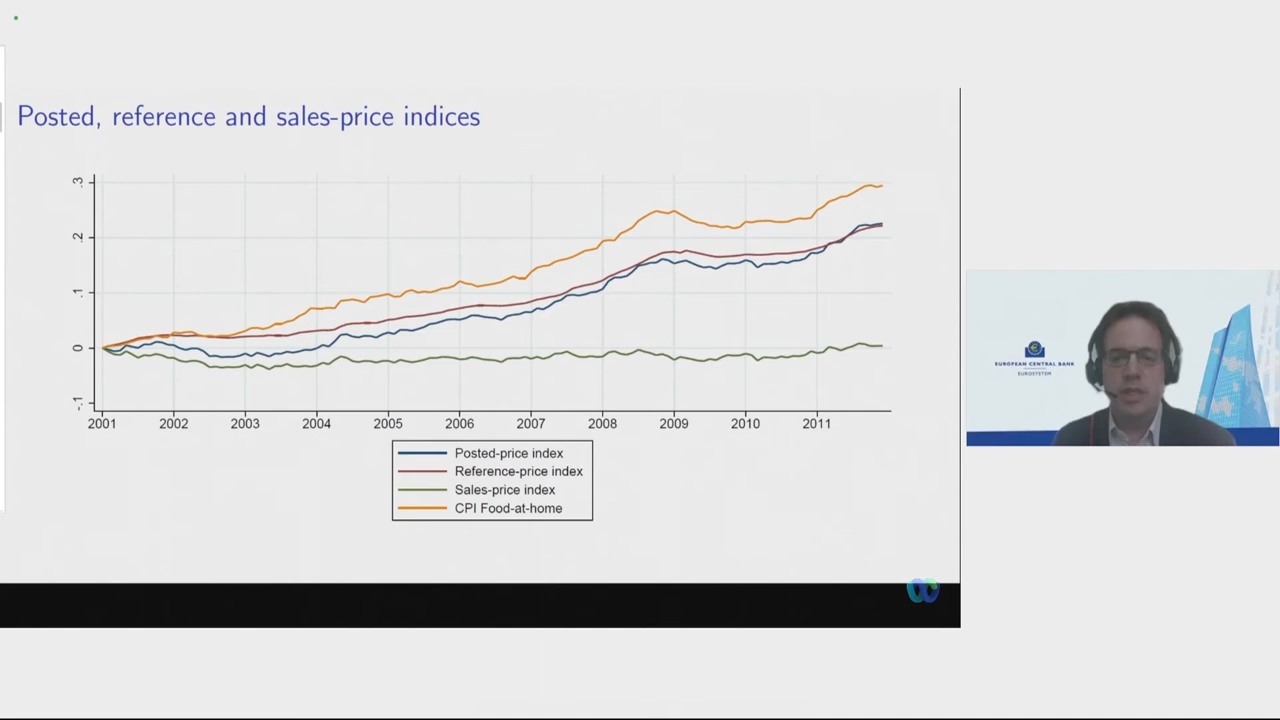 Posted, reference and sales-price indices
.3
.2
.1
0
-.1
2001 2002 2003 2004 2005 2006 2007 2008 2009 2010 2011
Posted-price index
Reference-price index
Sales-price index
CPI Food-at-home
EUROPEAN CENTRAL BANK
EUROSYSTEM